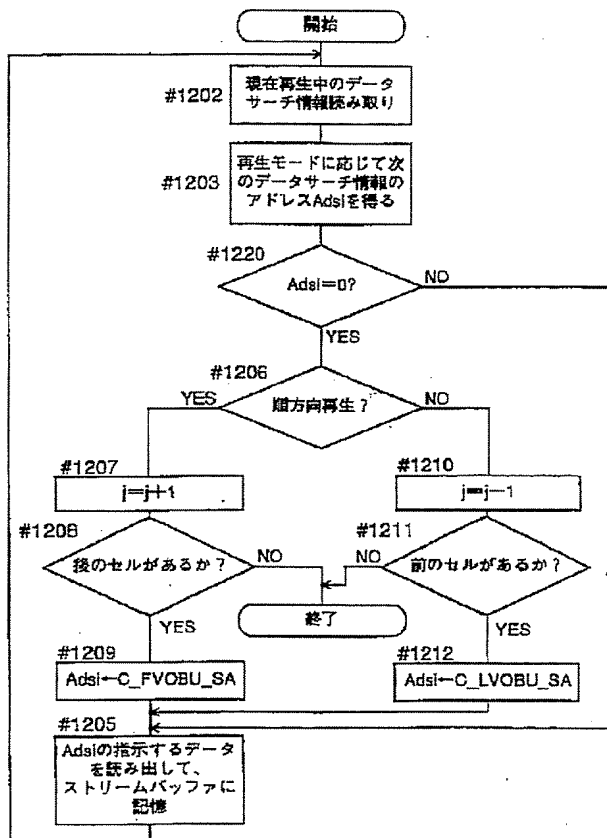 開始
#1202
現在再生中のデータ
サーチ情報読み取り
#1203
再生モードに応じて次
のデータサーチ情報の
アドレスAdsiを得る
#1220
Adsi=0?
NO
YES
#1206
順方向再生?
YES
NO
#1207
j=j+1
#1210
j=j-1
#1208
後のセルがあるか?
NO
YES
#1211
前のセルがあるか?
NO
YES
終了
#1209
Adsi←C_FVOBU_SA
#1212
Adsi←C_LVOBU_SA
#1205
Adsiの指示するデータ
を読み出して、
ストリームバッファに
記憶